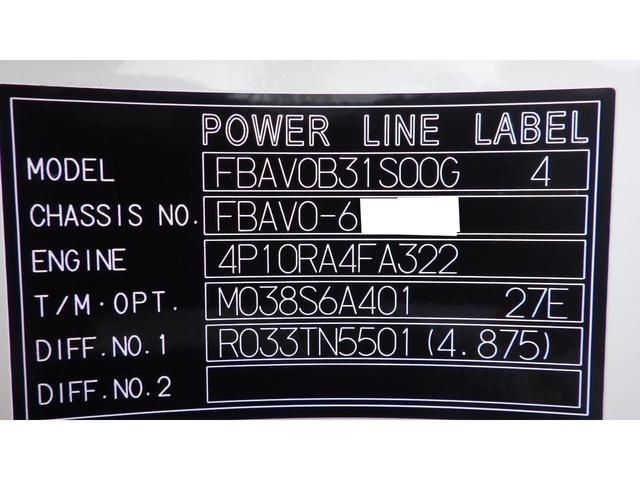 POWER LINE LABEL
MODEL FBAV0B31S00G 4
CHASSIS NO. FBAV0-6
ENGINE 4P10RA4FA322
T/M·OPT. M038S6A401 27E
DIFF.NO.1 R033TN5501(4.875)
DIFF.NO.2